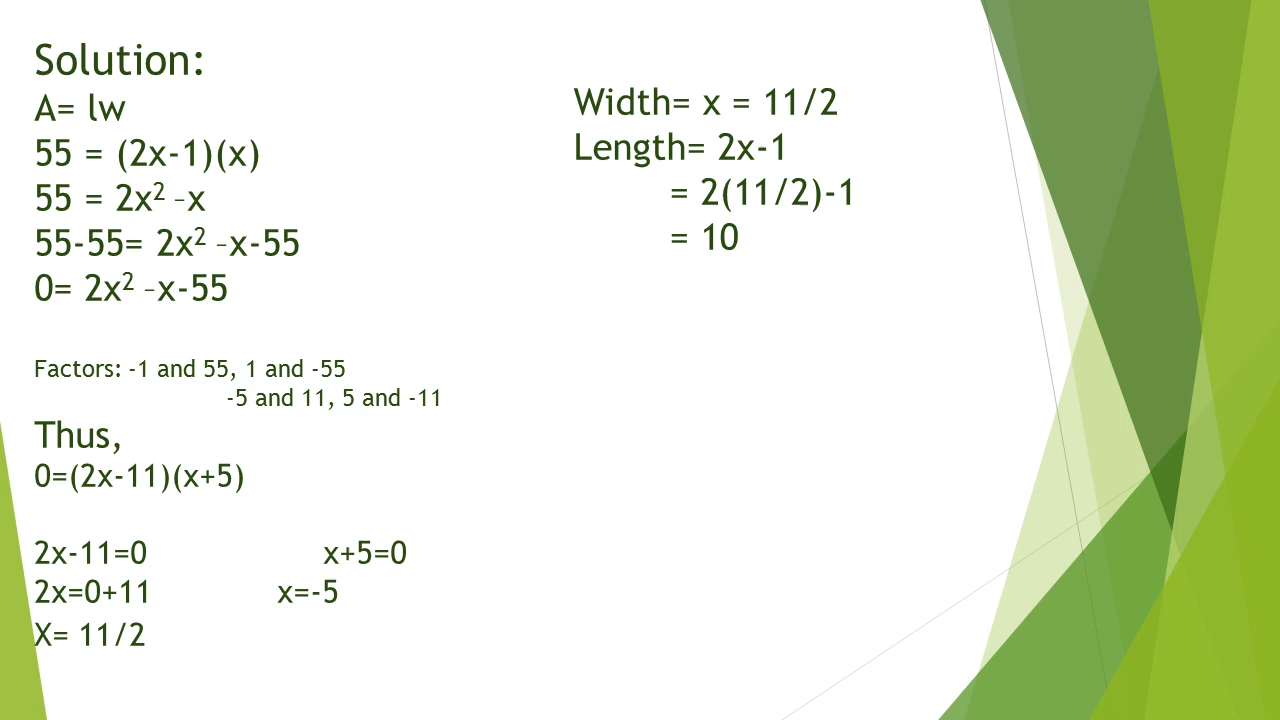 Solution:
A= lw
55 = (2x-1)(x)
55 = 2x² –x
55-55= 2x² –x-55
0= 2x² –x-55
Factors: -1 and 55, 1 and -55
-5 and 11, 5 and -11
Thus,
0=(2x-11)(x+5)
2x-11=0 x+5=0
2x=0+11 x=-5
X= 11/2
Width= x = 11/2
Length= 2x-1
= 2(11/2)-1
= 10